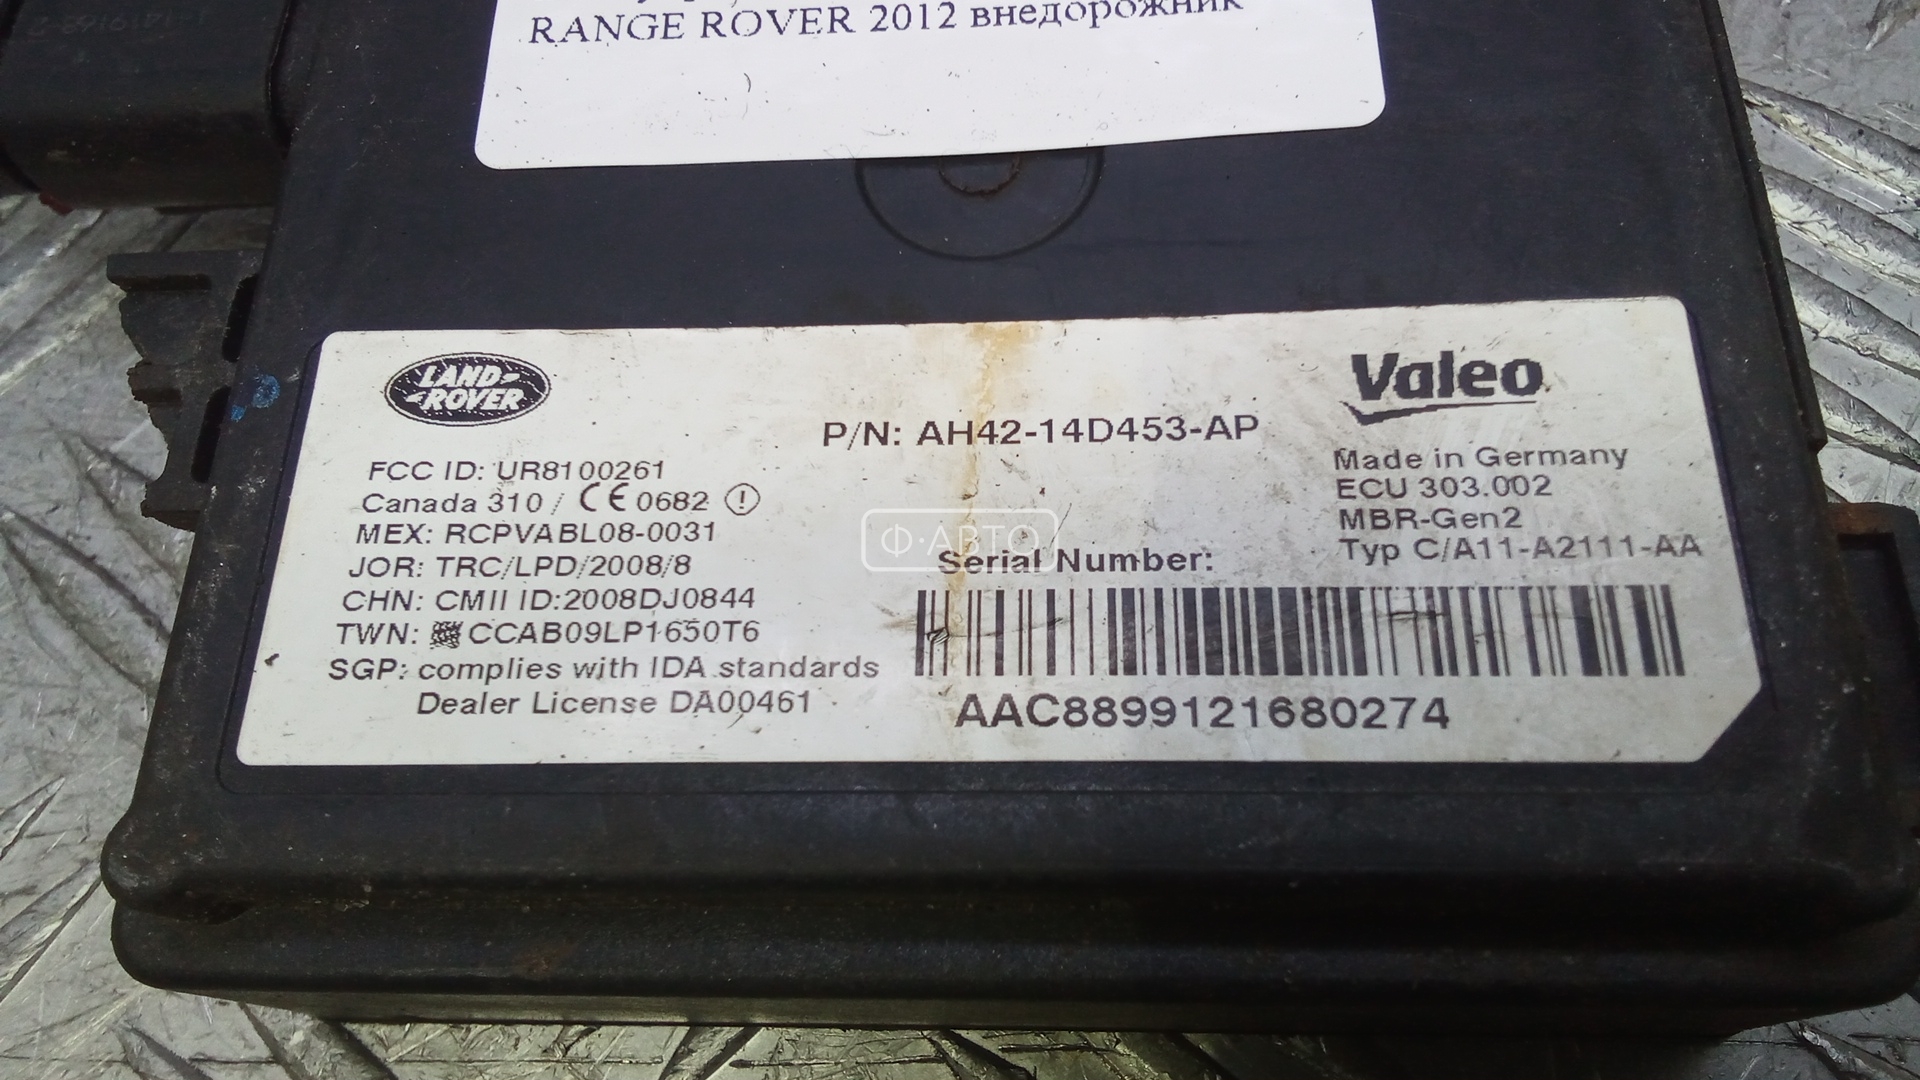 RANGE ROVER 2012 внедорожник
LAND-
-ROVER
Valeo
P/N: AH42-14D453-AP
FCC ID: UR8100261
Canada 310 / CE 0682
MEX: RCPVABL08-0031
JOR: TRC/LPD/2008/8
CHN: CMII ID:2008DJ0844
TWN: CCAB09LP1650T6
SGP: complies with IDA standards
Dealer License DA00461
Made in Germany
ECU 303.002
MBR-Gen2
Typ C/A11-A2111-AA
Ф·АВТО
Serial Number:
AAC8899121680274